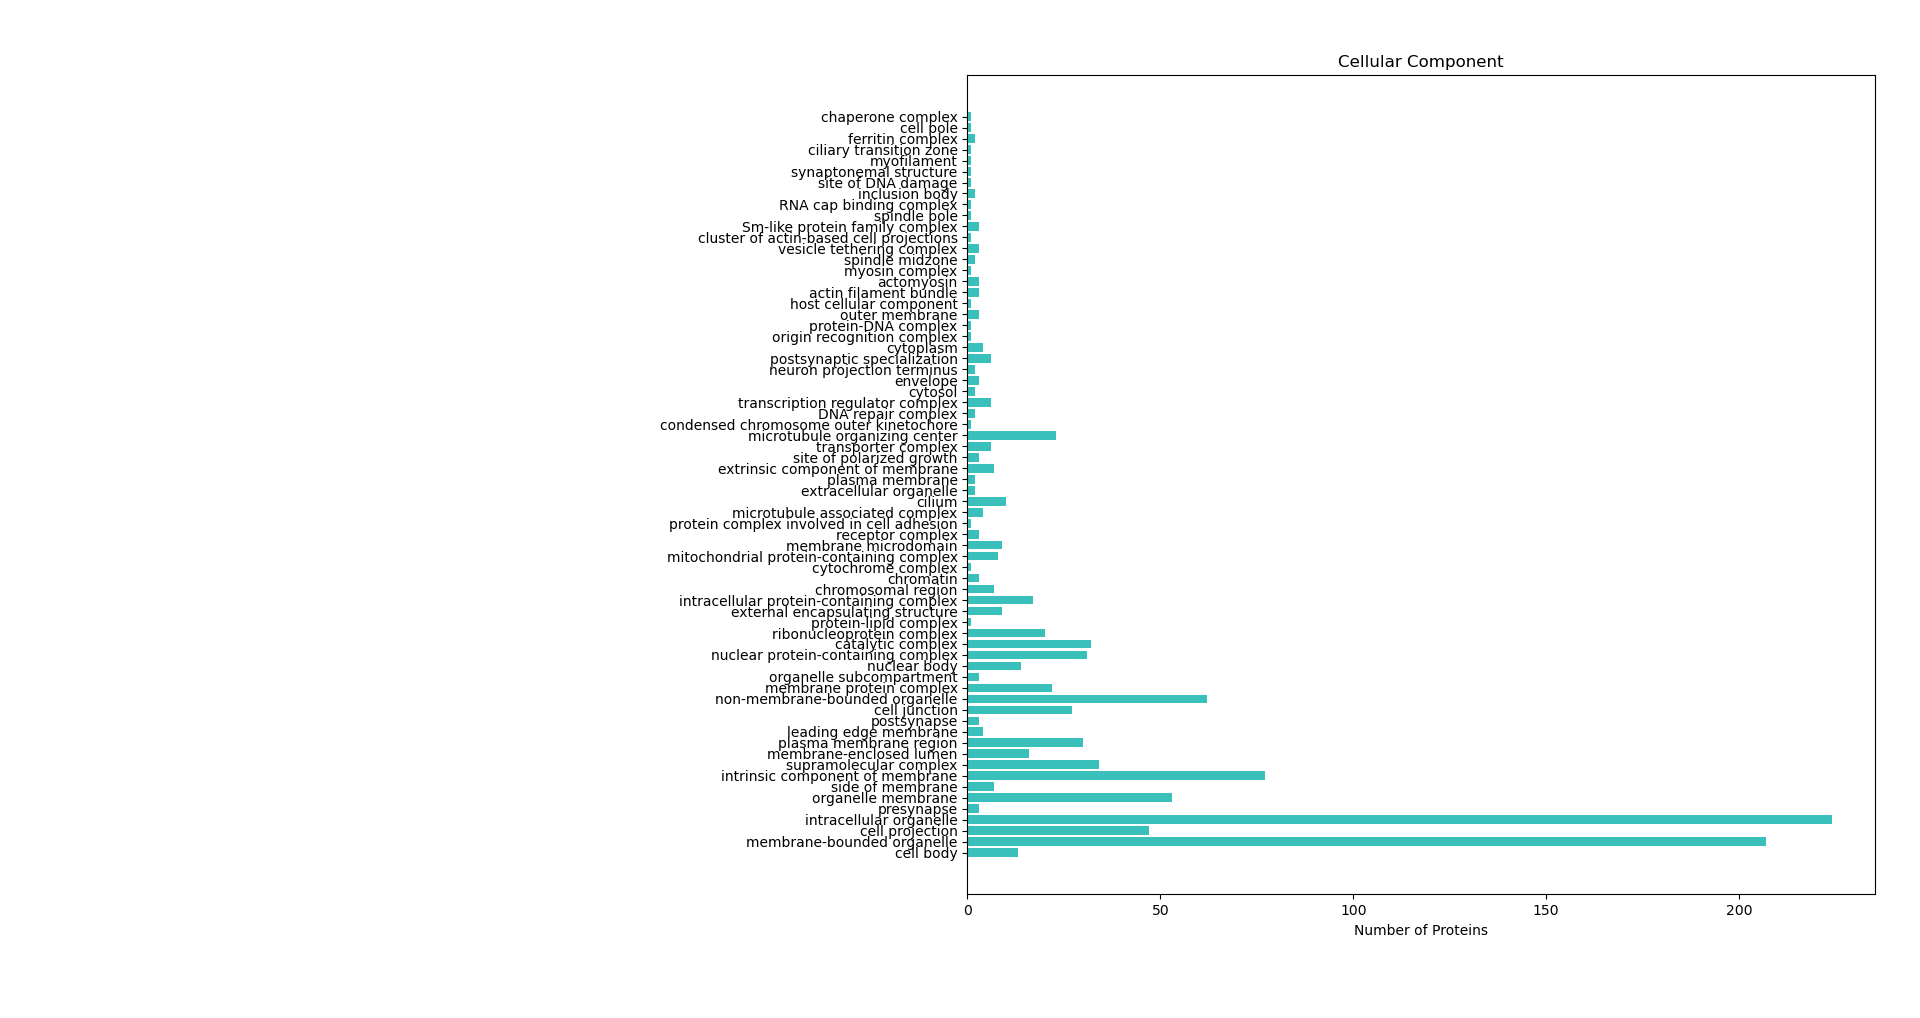 Cellular Component
chaperone complex
cell pole
ferritin complex
ciliary transition zone
myofilament
synaptonemal structure
site of DNA damage
inclusion body
RNA cap binding complex
spindle pole
Sm-like protein family complex
cluster of actin-based cell projections
vesicle tethering complex
spindle midzone
myosin complex
actomyosin
actin filament bundle
host cellular component
outer membrane
protein-DNA complex
origin recognition complex
cytoplasm
postsynaptic specialization
neuron projection terminus
envelope
cytosol
transcription regulator complex
DNA repair complex
condensed chromosome outer kinetochore
microtubule organizing center
transporter complex
site of polarized growth
extrinsic component of membrane
plasma membrane
extracellular organelle
cilium
microtubule associated complex
protein complex involved in cell adhesion
receptor complex
membrane microdomain
mitochondrial protein-containing complex
cytochrome complex
chromatin
chromosomal region
intracellular protein-containing complex
external encapsulating structure
protein-lipid complex
ribonucleoprotein complex
catalytic complex
nuclear protein-containing complex
nuclear body
organelle subcompartment
membrane protein complex
non-membrane-bounded organelle
cell junction
postsynapse
leading edge membrane
plasma membrane region
membrane-enclosed lumen
supramolecular complex
intrinsic component of membrane
side of membrane
organelle membrane
presynapse
intracellular organelle
cell projection
membrane-bounded organelle
cell body
0 50 100 150 200
Number of Proteins